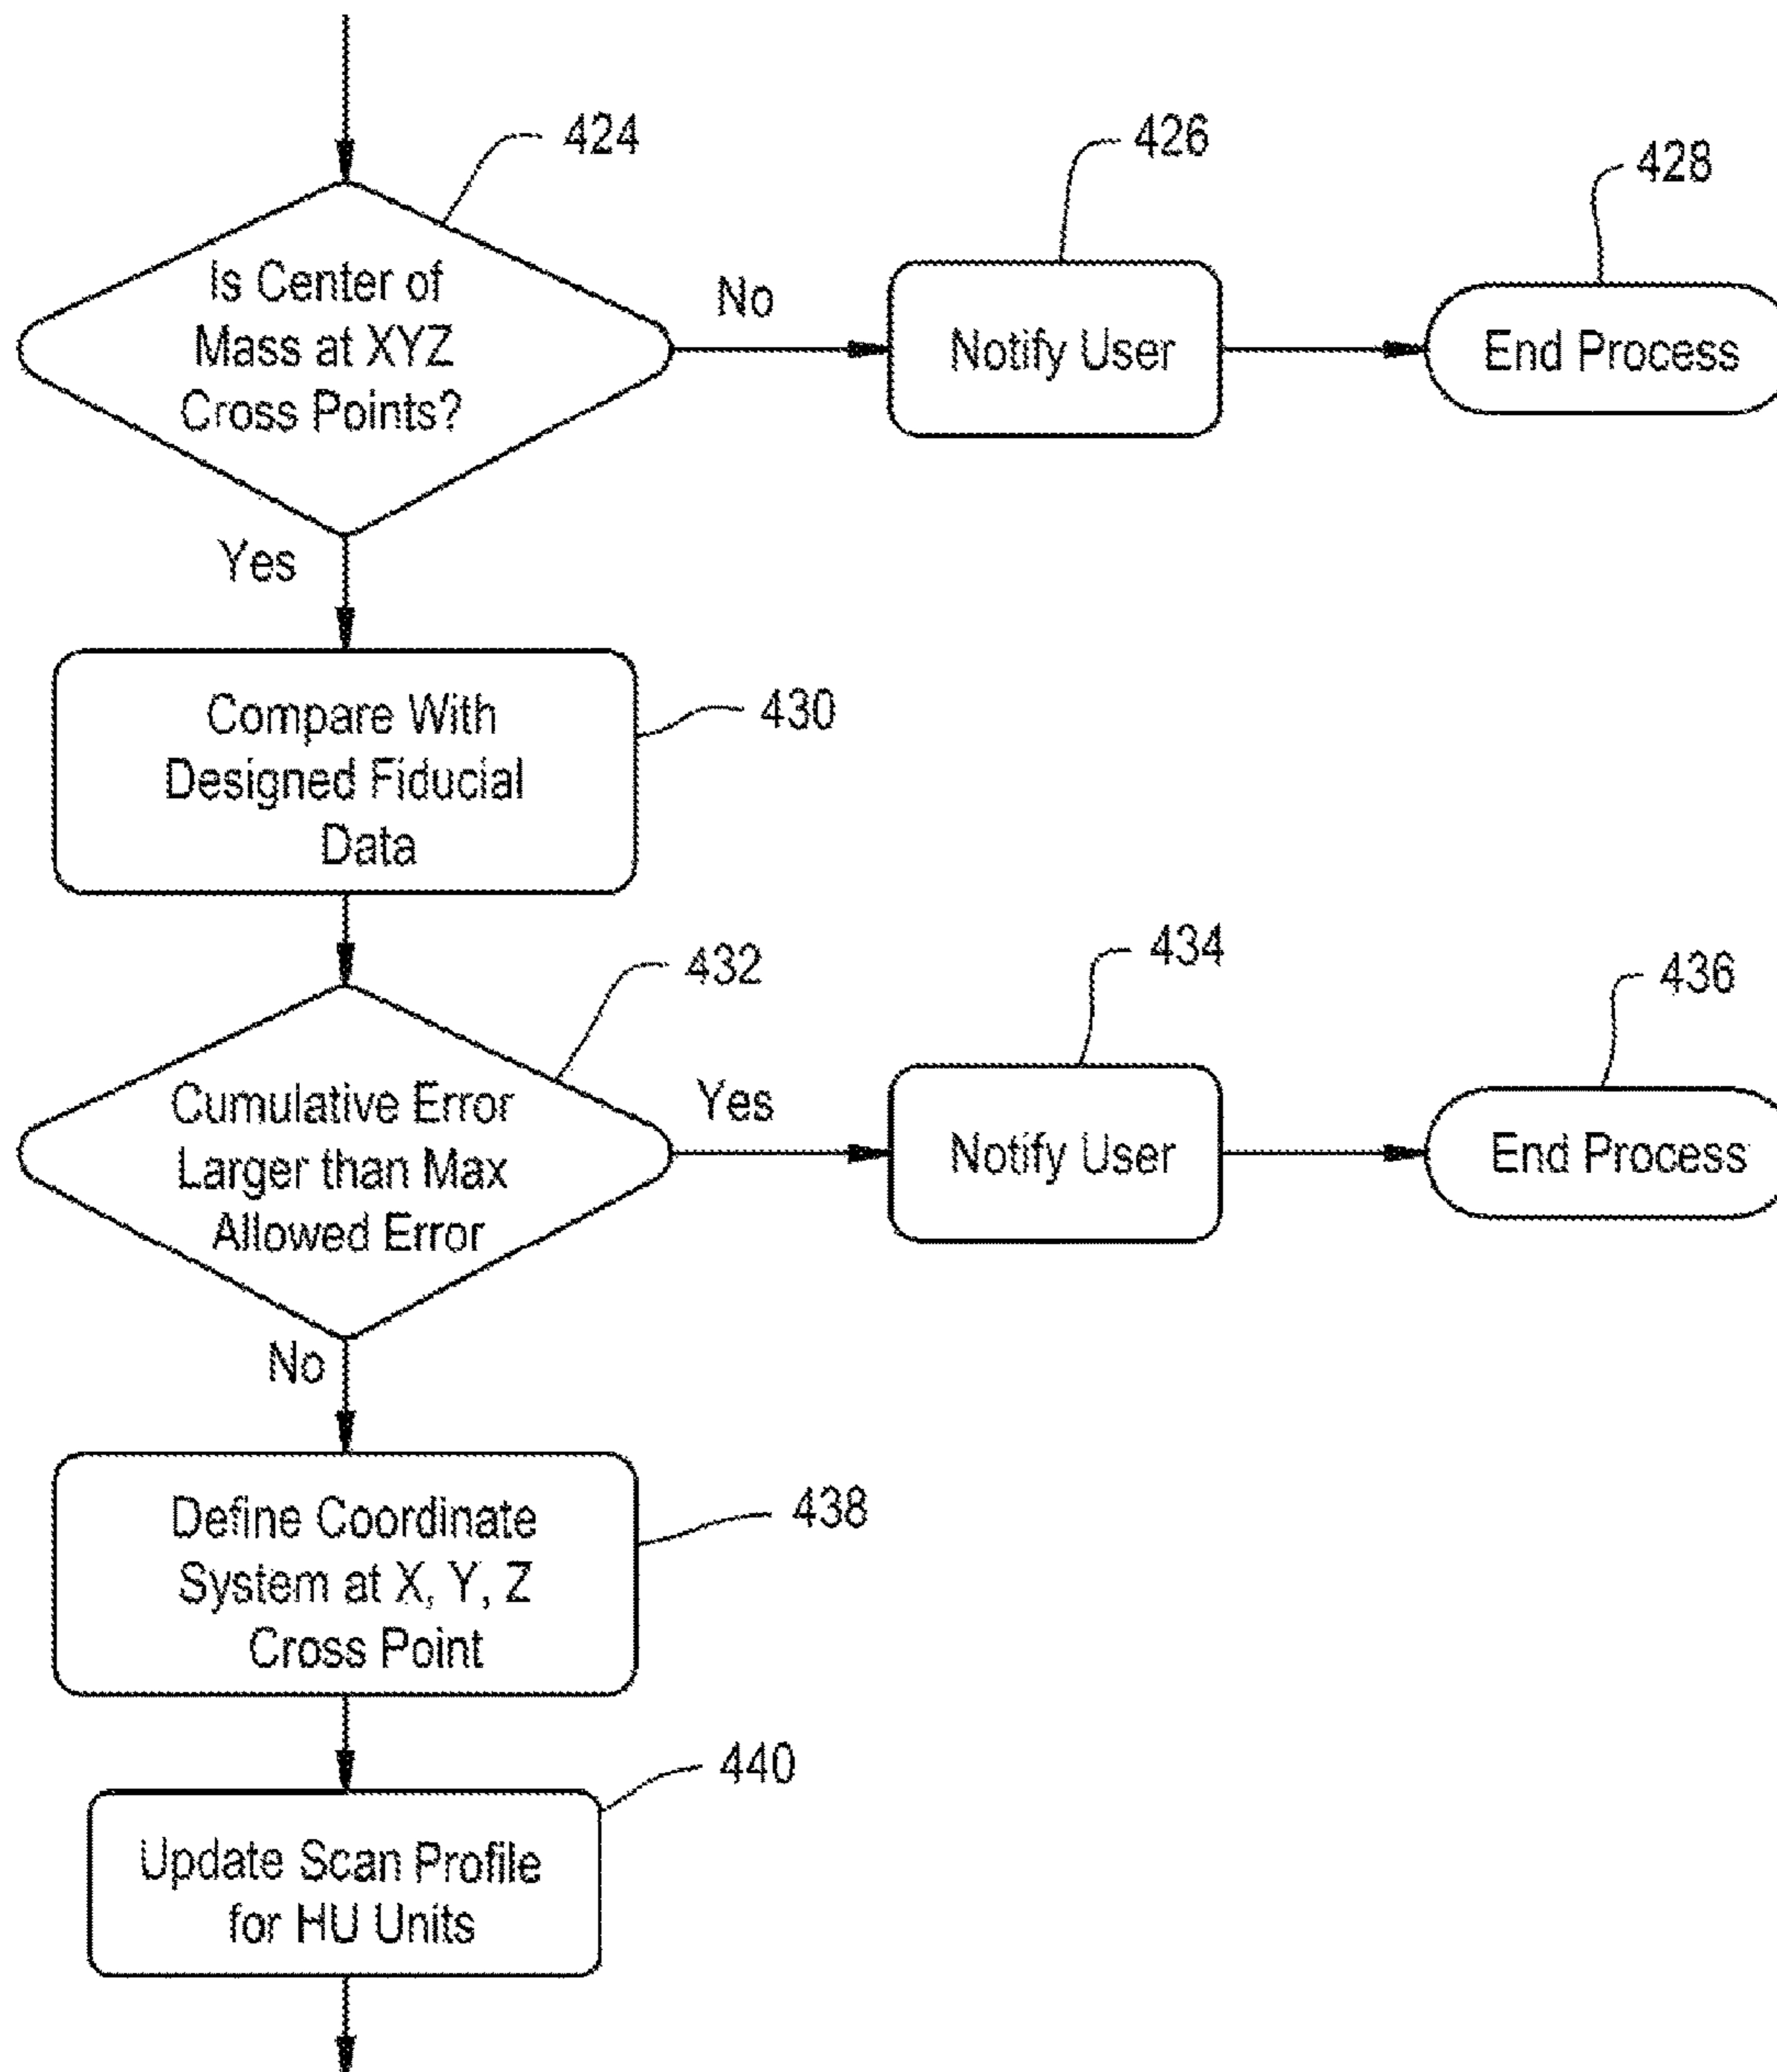 424
Is Center of
Mass at XYZ
Cross Points?
No
426
Notify User
428
End Process
Yes
430
Compare With
Designed Fiducial
Data
432
Cumulative Error
Larger than Max
Allowed Error
Yes
434
Notify User
436
End Process
No
438
Define Coordinate
System at X, Y, Z
Cross Point
440
Update Scan Profile
for HU Units